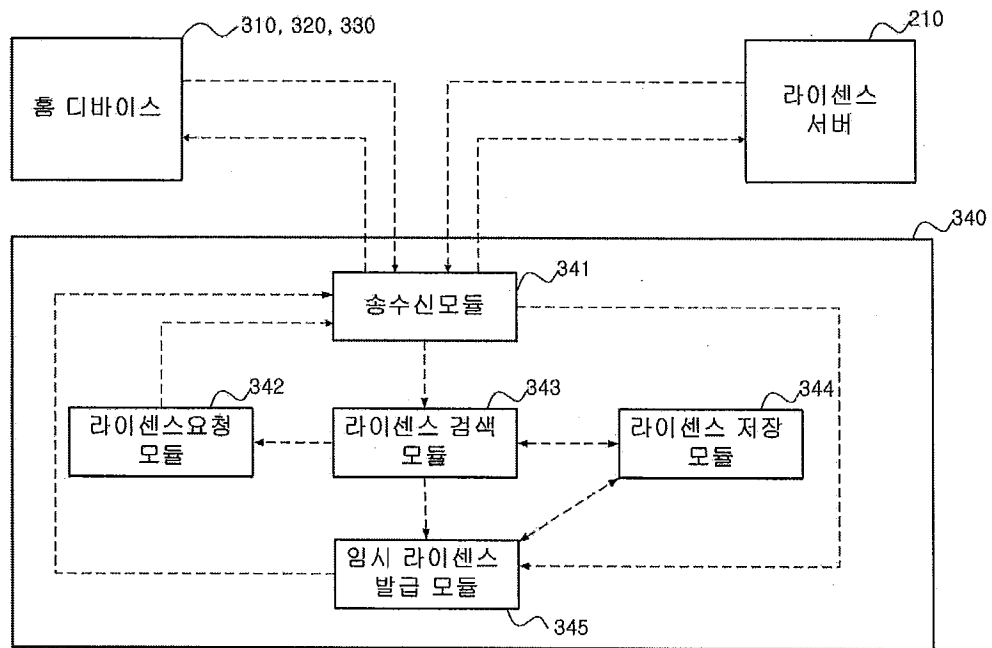 310, 320, 330
210
홈 디바이스
라이센스
서버
340
341
송수신모듈
342
343
344
라이센스요청
모듈
라이센스 검색
모듈
라이센스 저장
모듈
임시 라이센스
발급 모듈
345